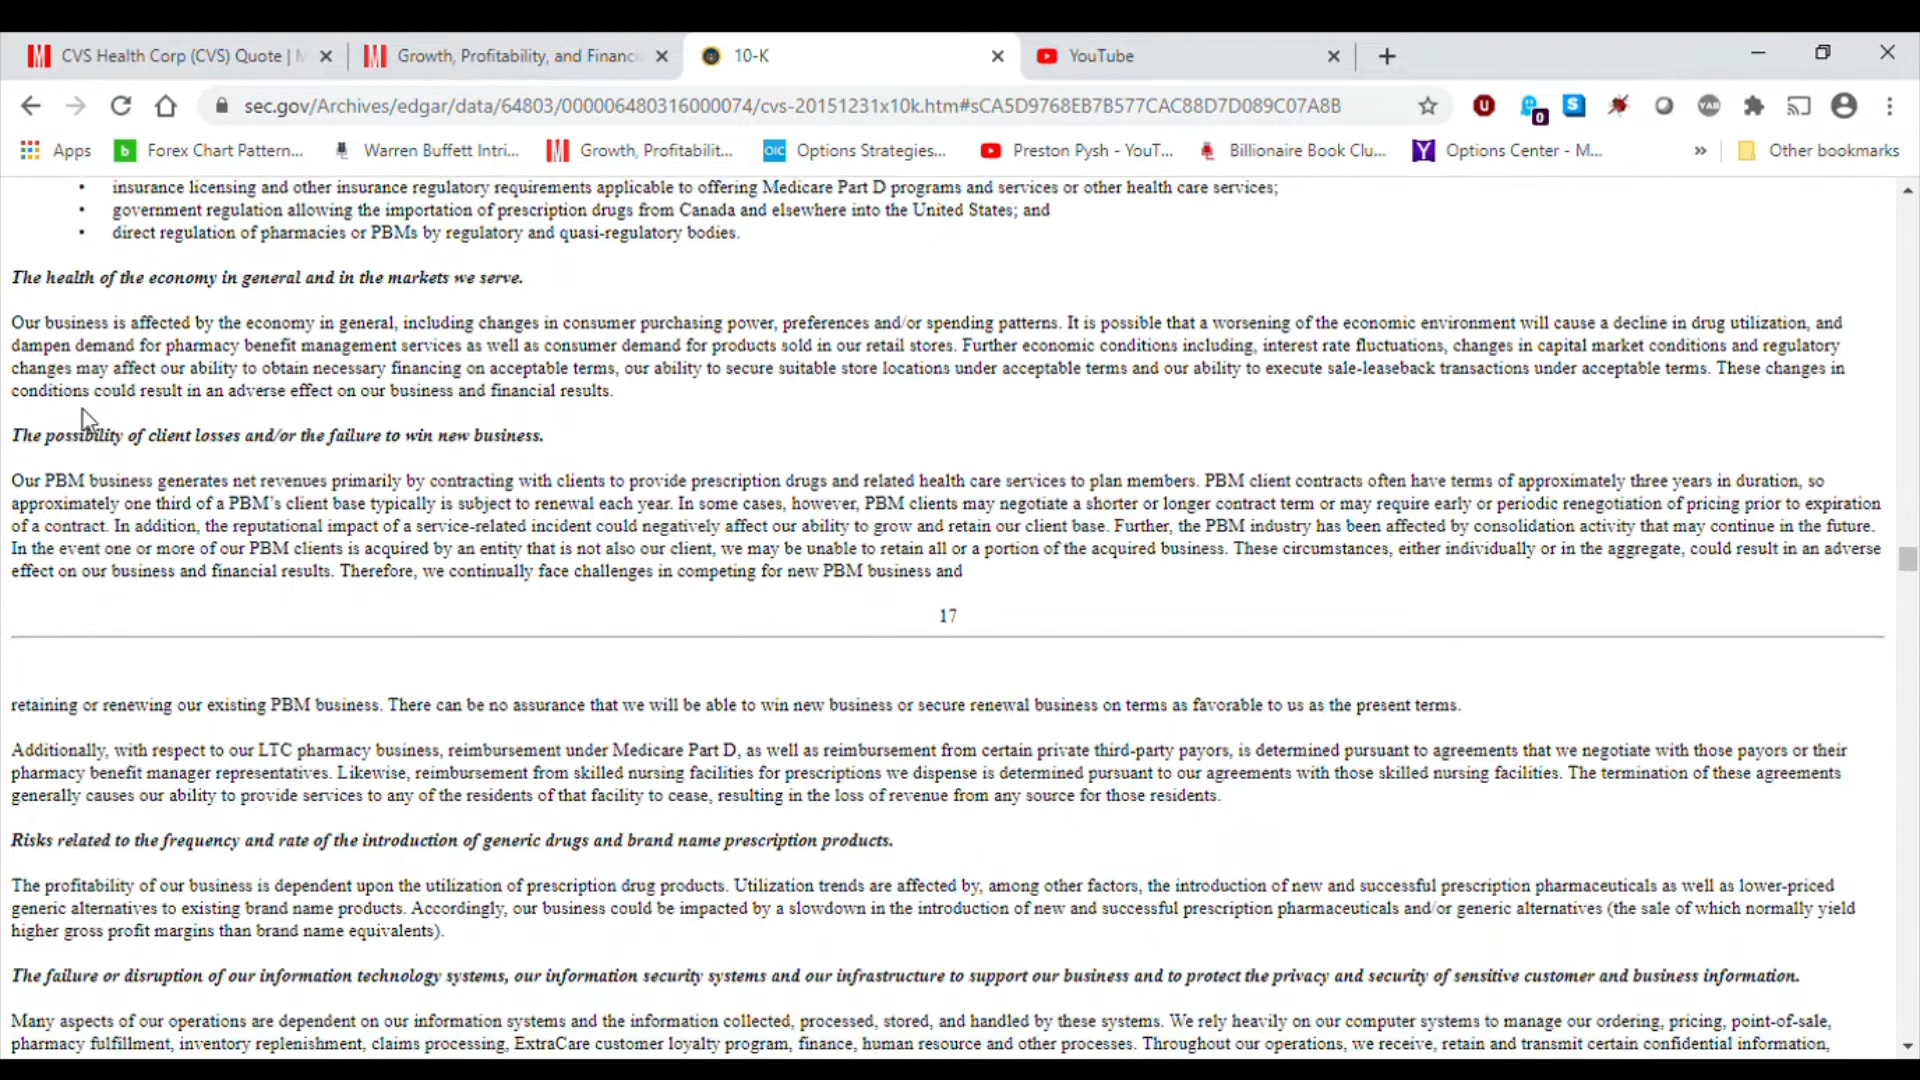 CVS Health Corp (CVS) Quote | M
Growth, Profitability, and Financi
10-K
YouTube
sec.gov/Archives/edgar/data/64803/000006480316000074/cvs-20151231x10k.htm#sCA5D9768EB7B577CAC88D7D089C07A8B
0
YAB
Apps
Forex Chart Pattern...
Warren Buffett Intri...
Growth, Profitabilit...
OIC
Options Strategies...
Preston Pysh - YouT...
Billionaire Book Clu...
Options Center - M...
»
Other bookmarks
• insurance licensing and other insurance regulatory requirements applicable to offering Medicare Part D programs and services or other health care services;
• government regulation allowing the importation of prescription drugs from Canada and elsewhere into the United States; and
• direct regulation of pharmacies or PBMs by regulatory and quasi-regulatory bodies.
The health of the economy in general and in the markets we serve.
Our business is affected by the economy in general, including changes in consumer purchasing power, preferences and/or spending patterns. It is possible that a worsening of the economic environment will cause a decline in drug utilization, and
dampen demand for pharmacy benefit management services as well as consumer demand for products sold in our retail stores. Further economic conditions including, interest rate fluctuations, changes in capital market conditions and regulatory
changes may affect our ability to obtain necessary financing on acceptable terms, our ability to secure suitable store locations under acceptable terms and our ability to execute sale-leaseback transactions under acceptable terms. These changes in
conditions could result in an adverse effect on our business and financial results.
The possibility of client losses and/or the failure to win new business.
Our PBM business generates net revenues primarily by contracting with clients to provide prescription drugs and related health care services to plan members. PBM client contracts often have terms of approximately three years in duration, so
approximately one third of a PBM's client base typically is subject to renewal each year. In some cases, however, PBM clients may negotiate a shorter or longer contract term or may require early or periodic renegotiation of pricing prior to expiration
of a contract. In addition, the reputational impact of a service-related incident could negatively affect our ability to grow and retain our client base. Further, the PBM industry has been affected by consolidation activity that may continue in the future.
In the event one or more of our PBM clients is acquired by an entity that is not also our client, we may be unable to retain all or a portion of the acquired business. These circumstances, either individually or in the aggregate, could result in an adverse
effect on our business and financial results. Therefore, we continually face challenges in competing for new PBM business and
17
retaining or renewing our existing PBM business. There can be no assurance that we will be able to win new business or secure renewal business on terms as favorable to us as the present terms.
Additionally, with respect to our LTC pharmacy business, reimbursement under Medicare Part D, as well as reimbursement from certain private third-party payors, is determined pursuant to agreements that we negotiate with those payors or their
pharmacy benefit manager representatives. Likewise, reimbursement from skilled nursing facilities for prescriptions we dispense is determined pursuant to our agreements with those skilled nursing facilities. The termination of these agreements
generally causes our ability to provide services to any of the residents of that facility to cease, resulting in the loss of revenue from any source for those residents.
Risks related to the frequency and rate of the introduction of generic drugs and brand name prescription products.
The profitability of our business is dependent upon the utilization of prescription drug products. Utilization trends are affected by, among other factors, the introduction of new and successful prescription pharmaceuticals as well as lower-priced
generic alternatives to existing brand name products. Accordingly, our business could be impacted by a slowdown in the introduction of new and successful prescription pharmaceuticals and/or generic alternatives (the sale of which normally yield
higher gross profit margins than brand name equivalents).
The failure or disruption of our information technology systems, our information security systems and our infrastructure to support our business and to protect the privacy and security of sensitive customer and business information.
Many aspects of our operations are dependent on our information systems and the information collected, processed, stored, and handled by these systems. We rely heavily on our computer systems to manage our ordering, pricing, point-of-sale,
pharmacy fulfillment, inventory replenishment, claims processing, ExtraCare customer loyalty program, finance, human resource and other processes. Throughout our operations, we receive, retain and transmit certain confidential information,